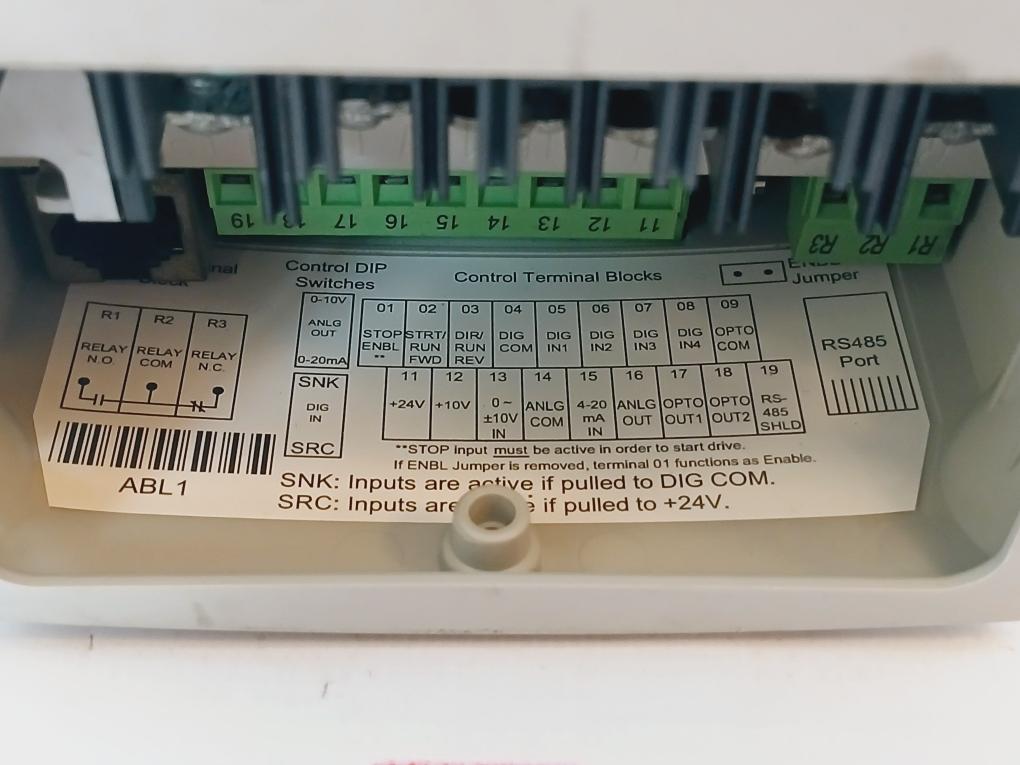 19 18 17 16 15 14 13 12 11
R3 R2 R1
Control DIP
Switches
Control Terminal Blocks
Jumper
R1 R2 R3
RELAY N.O. RELAY COM RELAY N.C.
0-10V
ANLG
OUT
0-20mA
SNK
DIG
IN
SRC
01 02 03 04 05 06 07 08 09
STOP ENBL ** STRT/ RUN FWD DIR/ RUN REV DIG COM DIG IN1 DIG IN2 DIG IN3 DIG IN4 OPTO COM
11 12 13 14 15 16 17 18 19
+24V +10V 0~ ±10V IN ANLG COM 4-20 mA IN ANLG OUT OPTO OUT1 OPTO OUT2 RS- 485 SHLD
RS485
Port
**STOP Input must be active in order to start drive.
If ENBL Jumper is removed, terminal 01 functions as Enable.
ABL1
SNK: Inputs are active if pulled to DIG COM.
SRC: Inputs are if pulled to +24V.